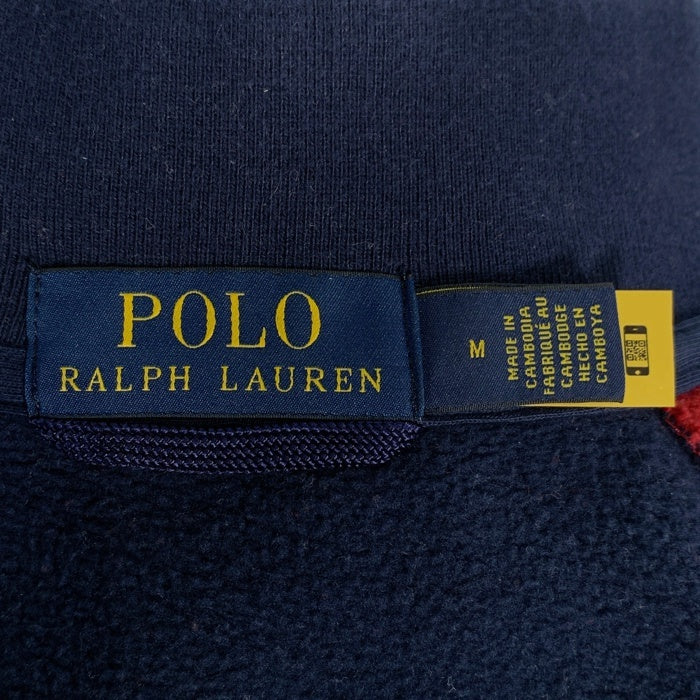 POLO
RALPH LAUREN
M
MADE IN
CAMBODIA
FABRIQUÉ AU
CAMBODGE
HECHO EN
CAMBOYA